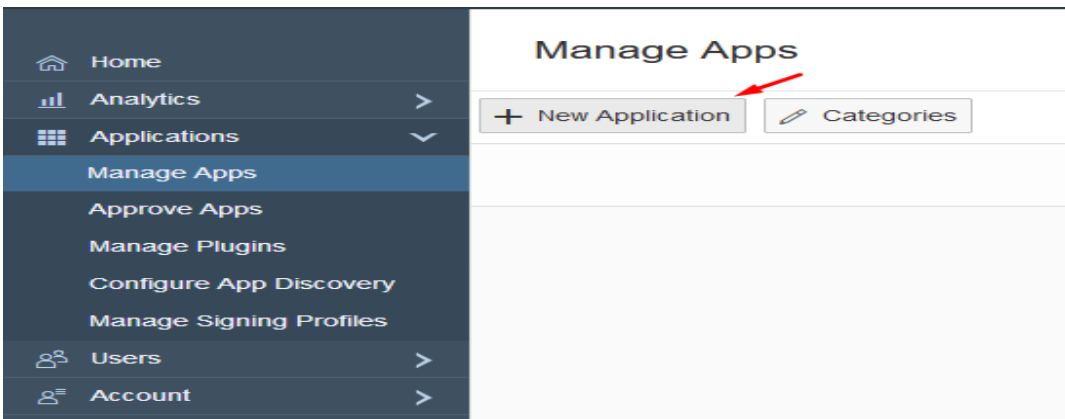 Home
Analytics
Applications
Manage Apps
Approve Apps
Manage Plugins
Configure App Discovery
Manage Signing Profiles
Users
Account
Manage Apps
New Application
Categories